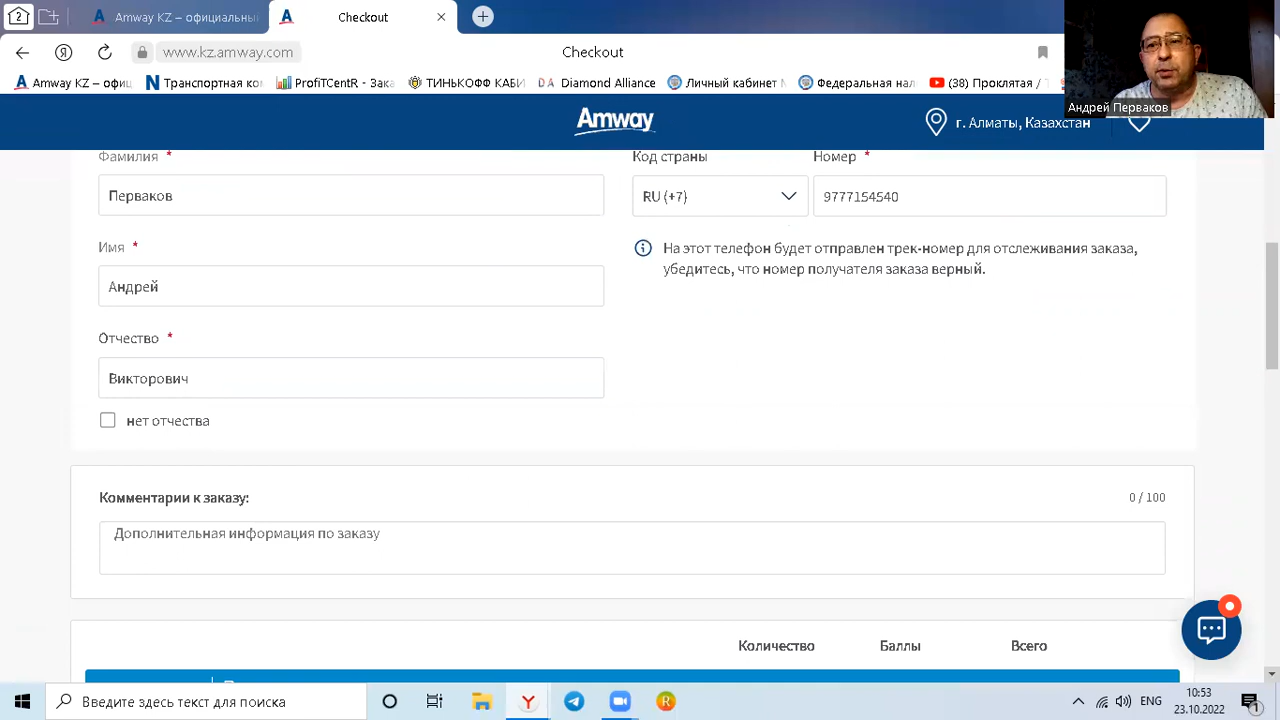 2
Amway KZ – официальны
Checkout
www.kz.amway.com
Checkout
Amway KZ – офиц
Транспортная ко
ProfiTCentR - Зака
ТИНЬКОФФ КАБИ
Diamond Alliance
Личный кабинет
Федеральная нал
(38) Проклятая /
Андрей Перваков
Amway
г. Алматы, Казахстан
Фамилия *
Код страны
Номер *
Перваков
RU (+7)
9777154540
Имя *
На этот телефон будет отправлен трек-номер для отслеживания заказа,
убедитесь, что номер получателя заказа верный.
Андрей
Отчество *
Викторович
нет отчества
Комментарии к заказу:
0 / 100
Дополнительная информация по заказу
Количество
Баллы
Всего
Введите здесь текст для поиска
ENG
10:53
23.10.2022